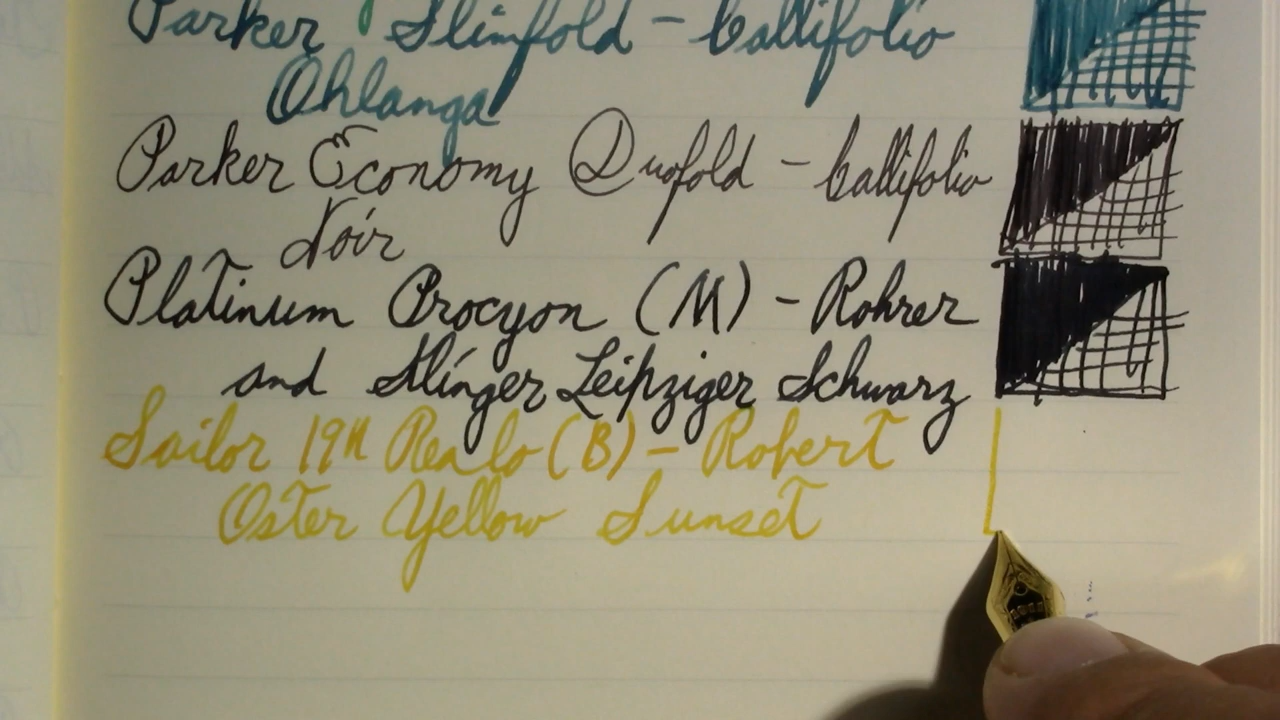 Parker Slimfold - Callifolio
Ohlanga
Parker Economy Duofold - Callifolio
Noir
Platinum Procyon (M) - Rohrer
and Klinger Leipziger Schwarz
Sailor 1911 Realo (B) - Robert
Oster Yellow Sunset